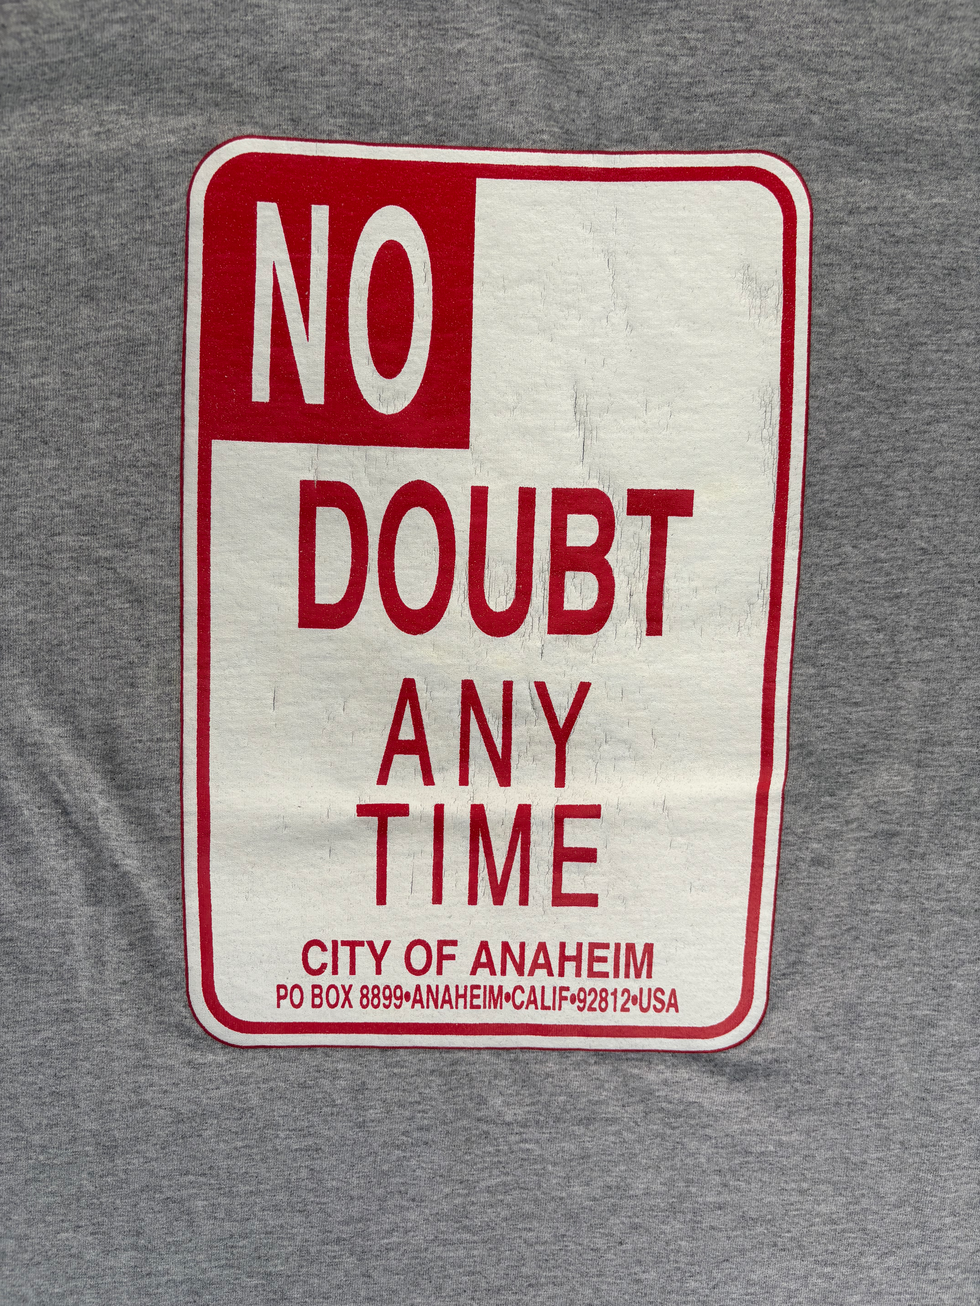 NO
DOUBT
ANY
TIME
CITY OF ANAHEIM
PO BOX 8899•ANAHEIM•CALIF•92812•USA